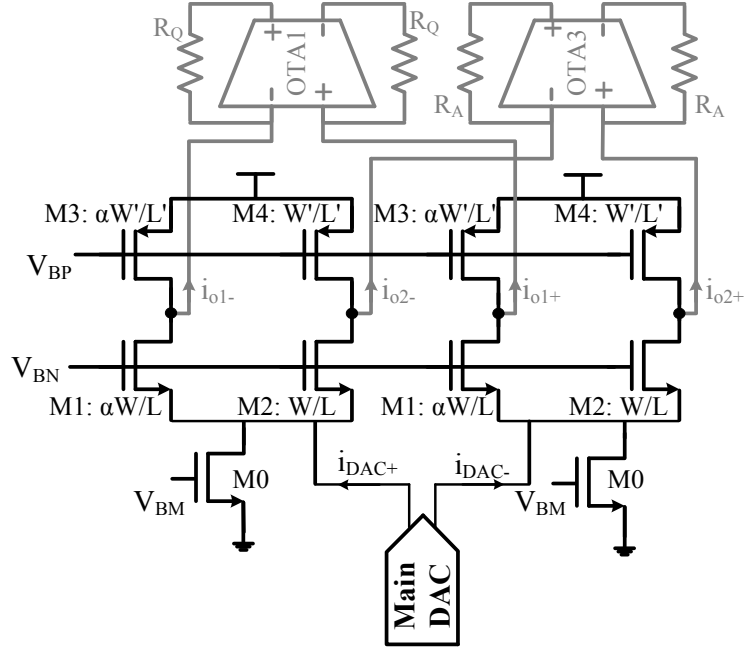 R_Q
+
-
OTA1
-
+
R_Q
R_A
+
-
OTA3
-
+
R_A
M3: αW'/L'
M4: W'/L'
M3: αW'/L'
M4: W'/L'
V_BP
i_o1-
i_o2-
i_o1+
i_o2+
V_BN
M1: αW/L
M2: W/L
M1: αW/L
M2: W/L
i_DAC+
i_DAC-
M0
M0
V_BM
V_BM
Main
DAC